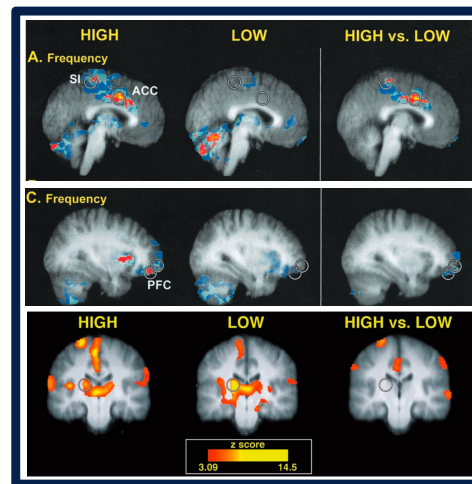 HIGH LOW HIGH vs. LOW
A. Frequency
SI
ACC
C. Frequency
PFC
HIGH LOW HIGH vs. LOW
z score
3.09 14.5